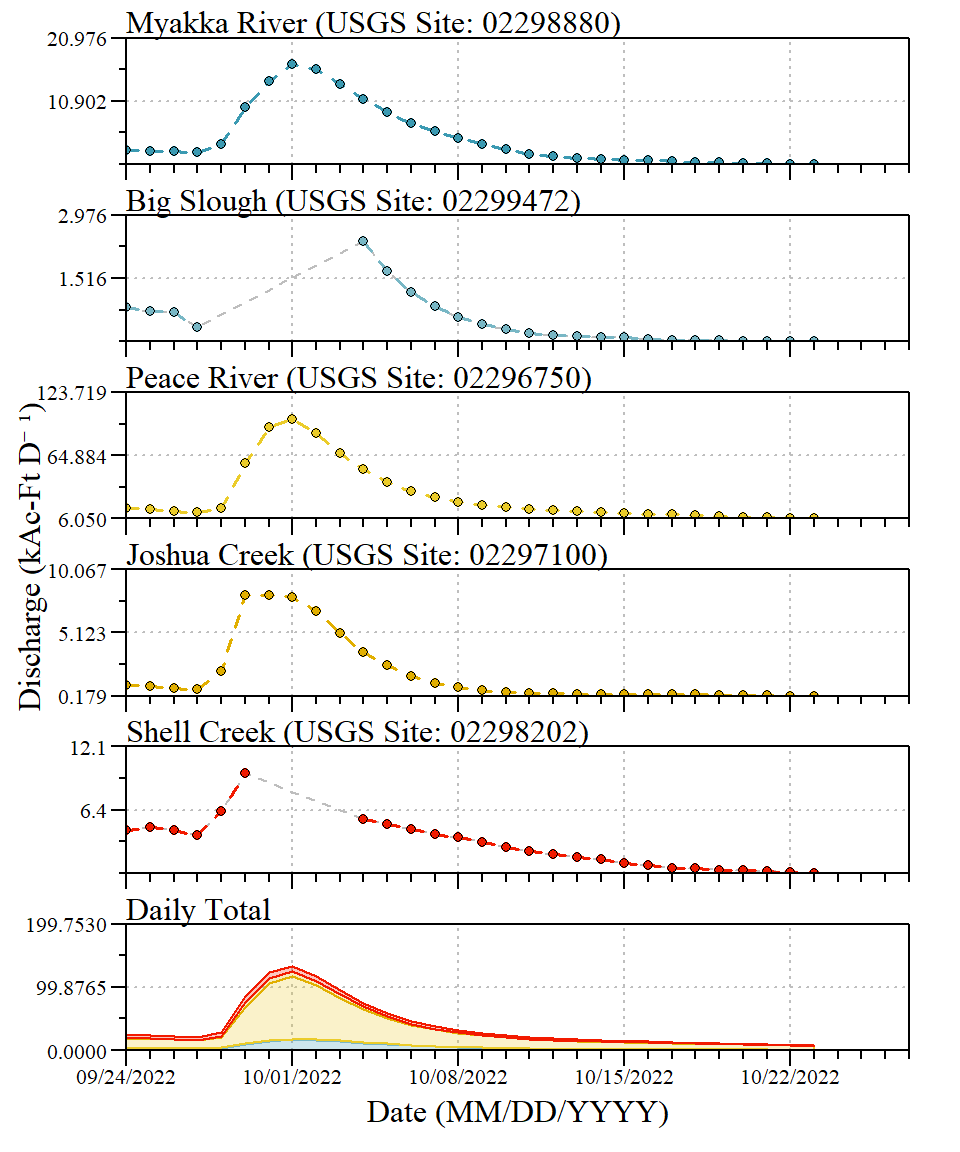 Myakka River (USGS Site: 02298880)
20.976
10.902
Big Slough (USGS Site: 02299472)
2.976
1.516
Peace River (USGS Site: 02296750)
123.719
64.884
6.050
Discharge (kAc-Ft D⁻¹)
Joshua Creek (USGS Site: 02297100)
10.067
5.123
0.179
Shell Creek (USGS Site: 02298202)
12.1
6.4
Daily Total
199.7530
99.8765
0.0000
09/24/2022 10/01/2022 10/08/2022 10/15/2022 10/22/2022
Date (MM/DD/YYYY)